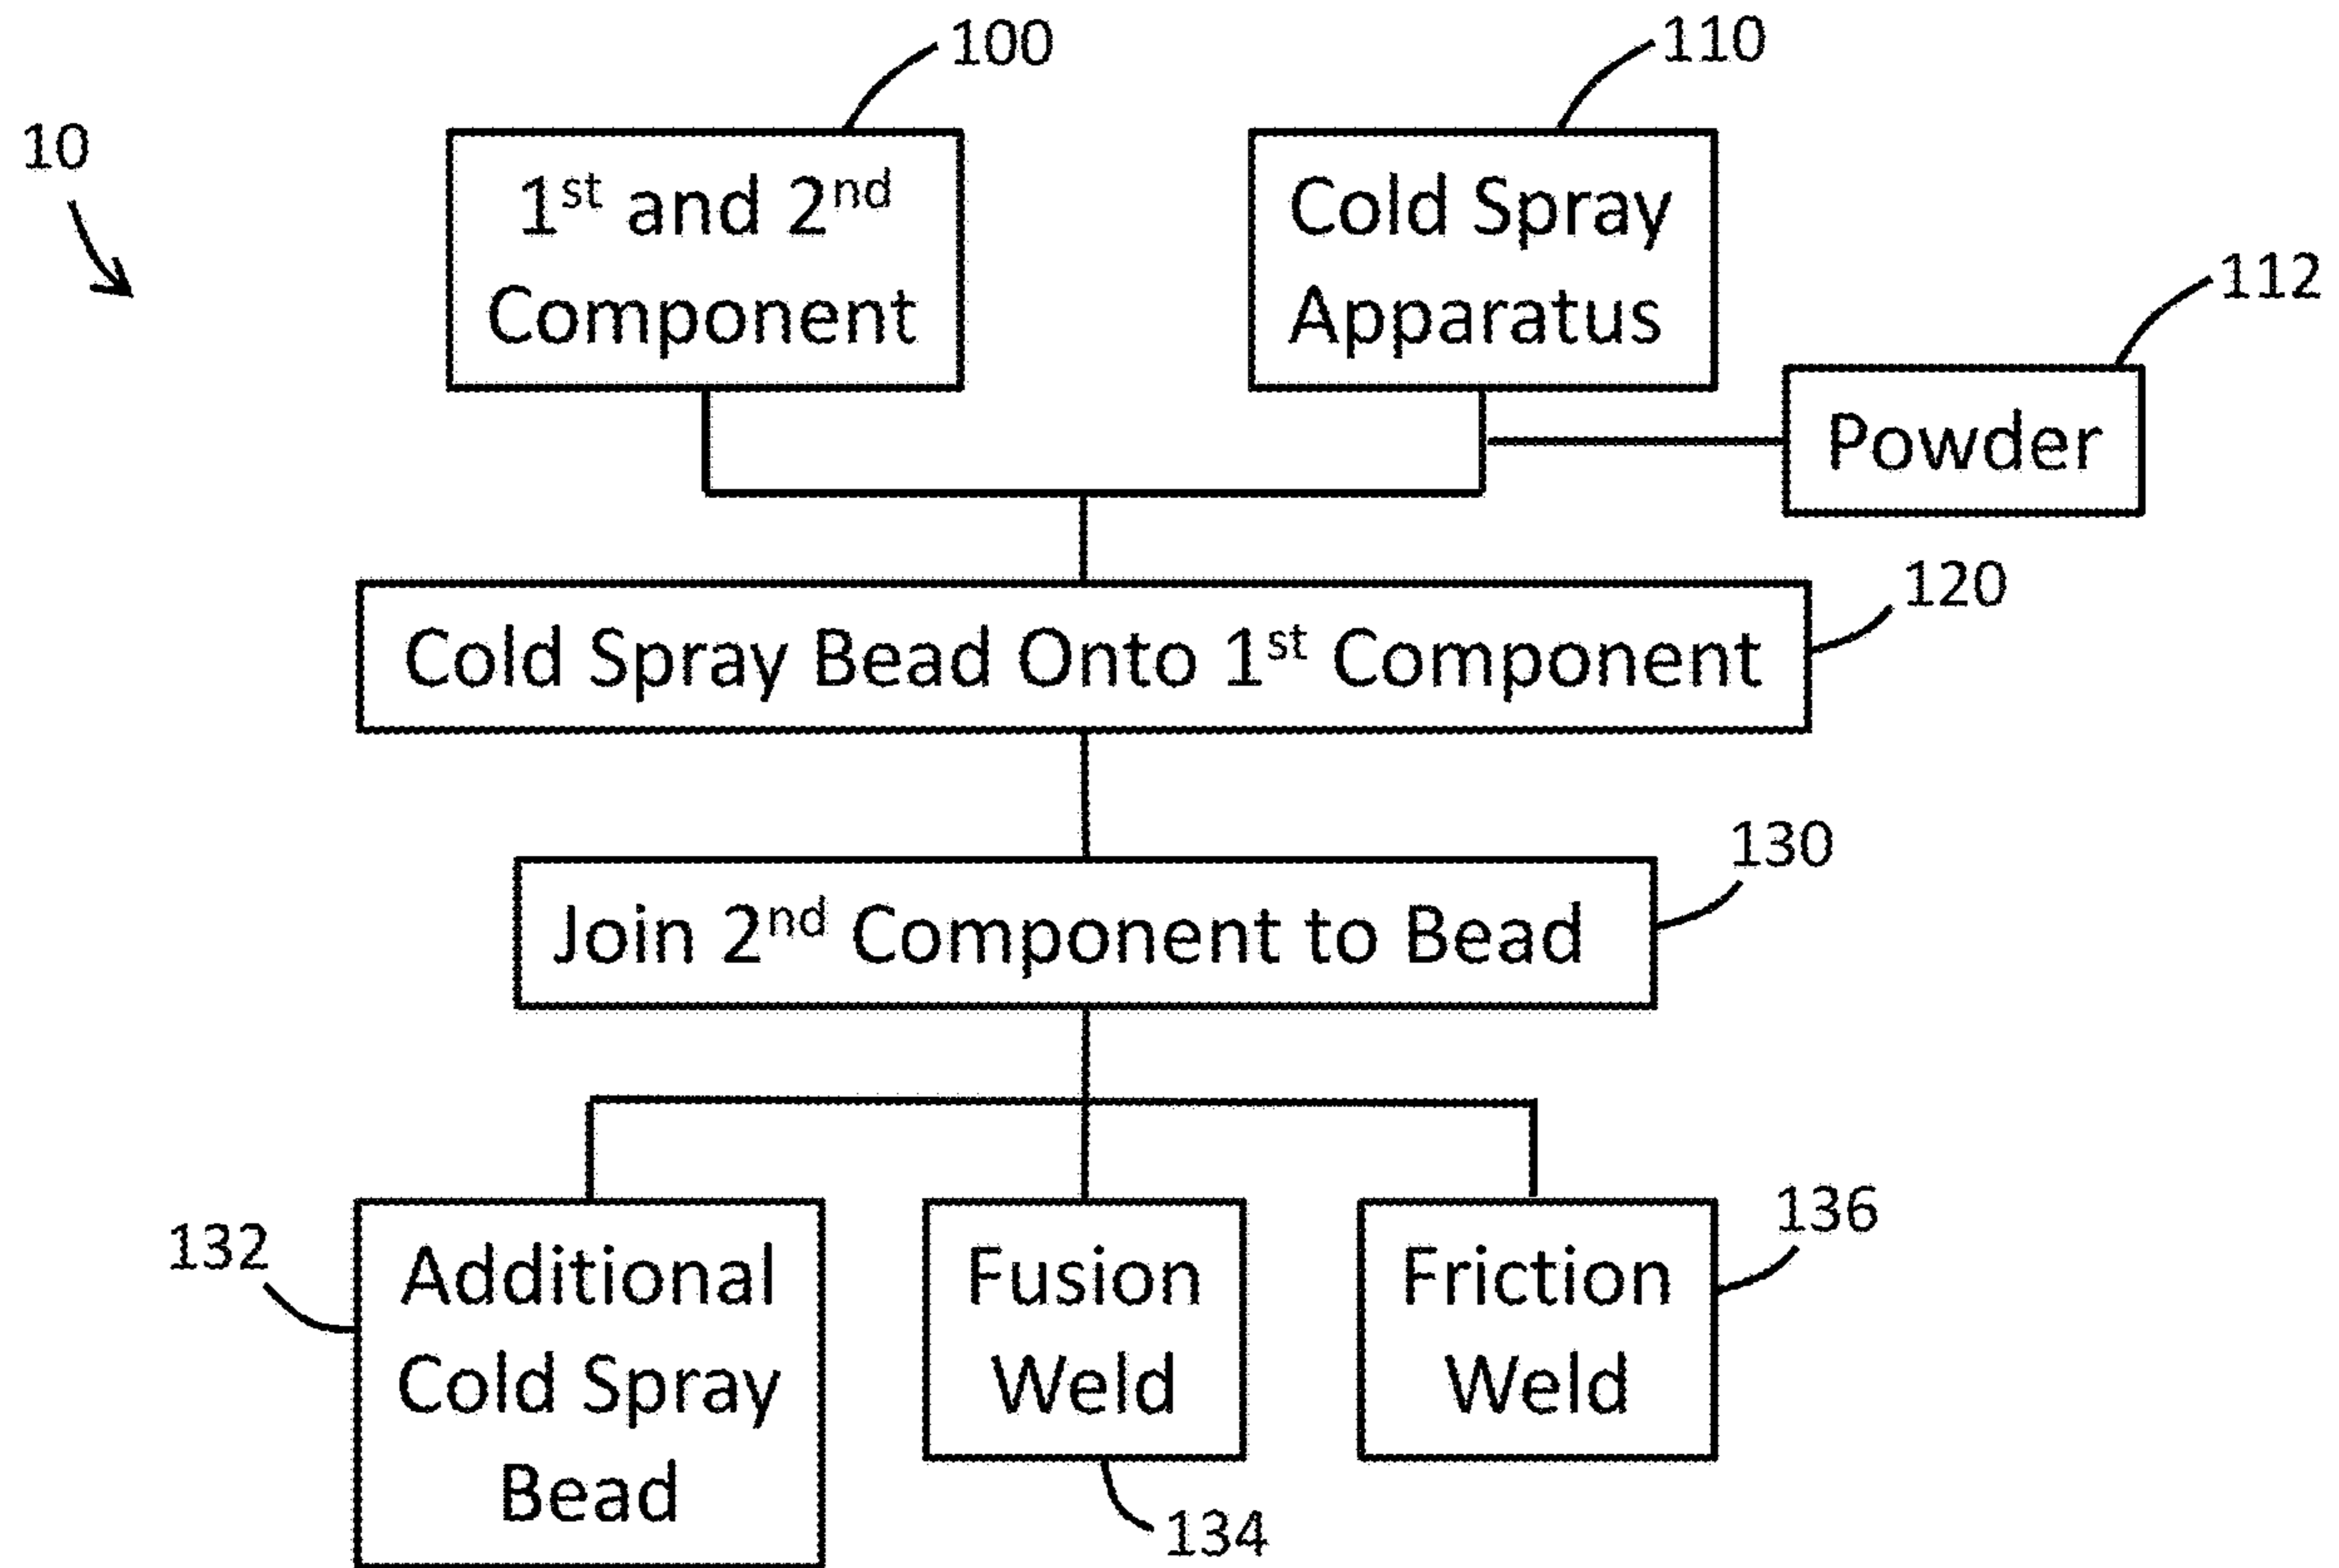 100
110
10
1st and 2nd
Component
Cold Spray
Apparatus
112
Powder
120
Cold Spray Bead Onto 1st Component
130
Join 2nd Component to Bead
132
Additional
Cold Spray
Bead
Fusion
Weld
134
136
Friction
Weld